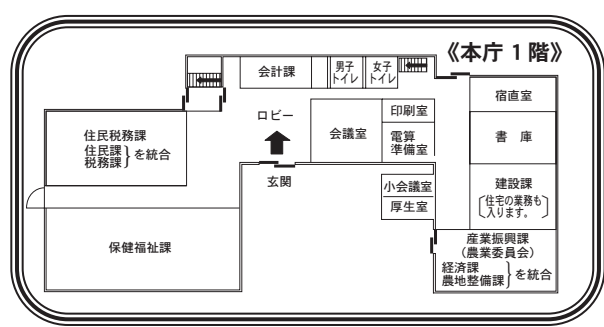 《本庁 1 階》
会計課
男子
トイレ
女子
トイレ
宿直室
ロビー
会議室
印刷室
電算
準備室
書 庫
住民税務課
住民課
税務課
}を統合
玄関
小会議室
厚生室
建設課
〔住宅の業務も
入ります。〕
保健福祉課
産業振興課
(農業委員会)
経済課
農地整備課
}を統合